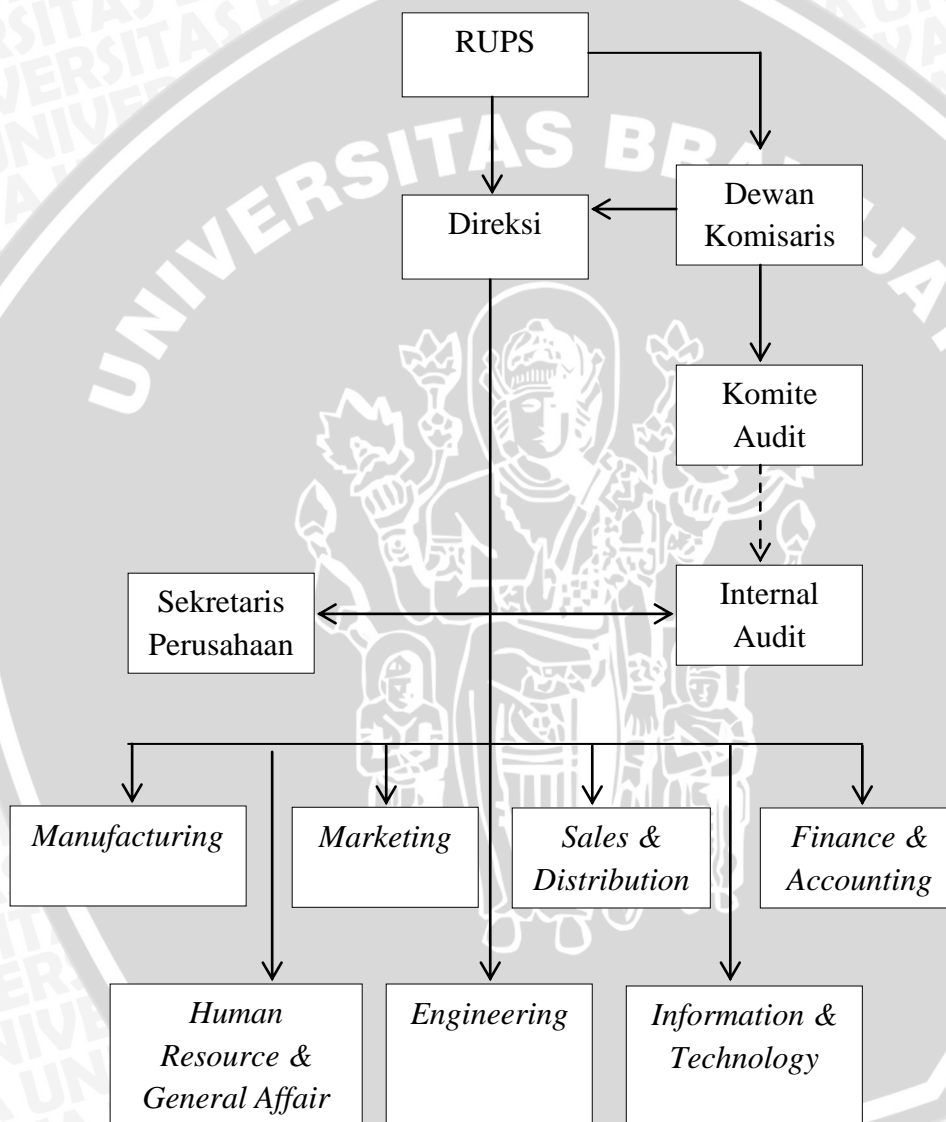 RUPS
UNIVERSITAS BRAWIJAYA
Direksi
Dewan
Komisaris
Komite
Audit
Sekretaris
Perusahaan
Internal
Audit
Manufacturing
Marketing
Sales &
Distribution
Finance &
Accounting
Human
Resource &
General Affair
Engineering
Information &
Technology